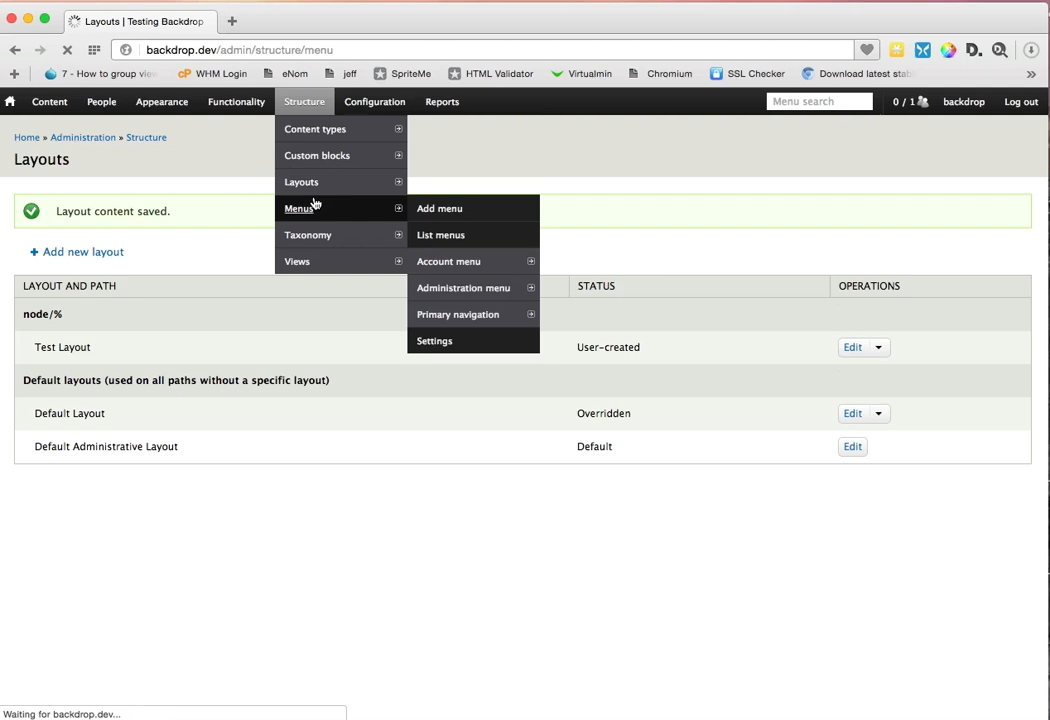 Layouts | Testing Backdrop
backdrop.dev/admin/structure/menu
7 - How to group vie
WHM Login
eNom
jeff
SpriteMe
HTML Validator
Virtualmin
Chromium
SSL Checker
Download latest stab
Content
People
Appearance
Functionality
Structure
Configuration
Reports
Menu search
0 / 1
backdrop
Log out
Home » Administration » Structure
Layouts
Content types
Custom blocks
Layouts
Menus
Taxonomy
Views
Add menu
List menus
Account menu
Administration menu
Primary navigation
Settings
Layout content saved.
+ Add new layout
LAYOUT AND PATH
STATUS
OPERATIONS
node/%
Test Layout
User-created
Edit
Default layouts (used on all paths without a specific layout)
Default Layout
Overridden
Edit
Default Administrative Layout
Default
Edit
Waiting for backdrop.dev...